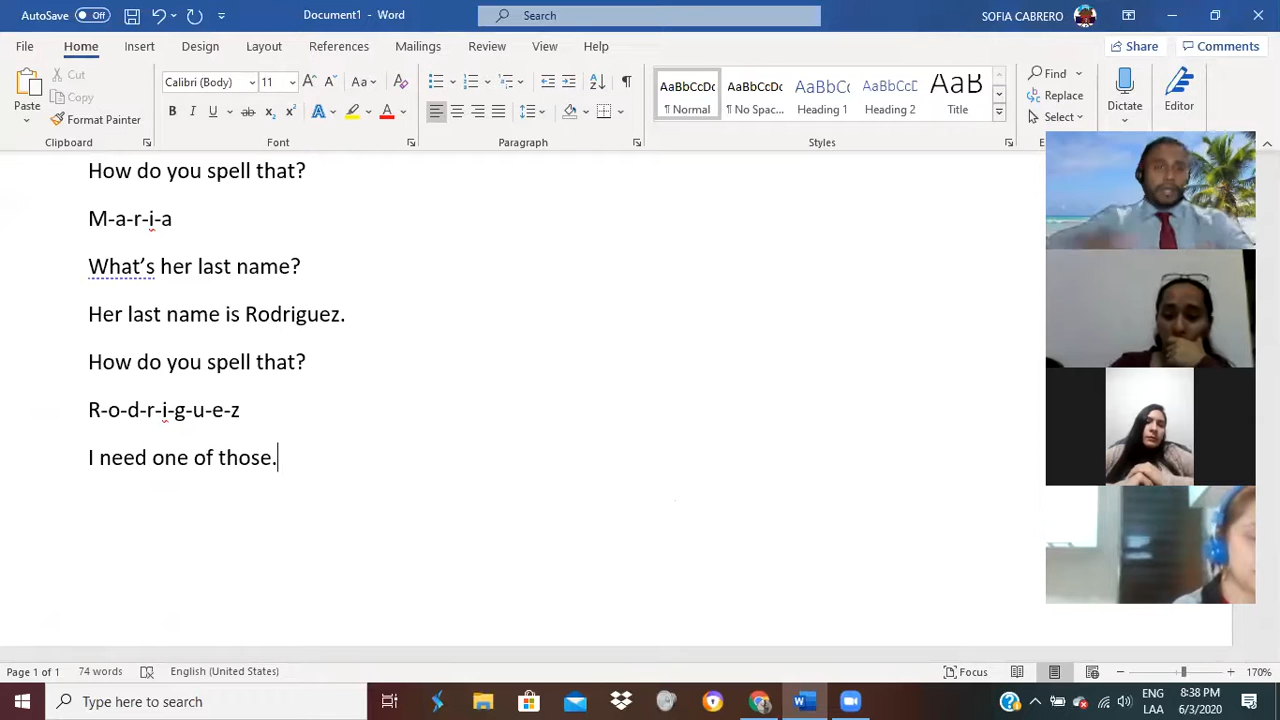 AutoSave Off Document1 - Word Search SOFIA CABRERO
File Home Insert Design Layout References Mailings Review View Help Share Comments
Paste Cut Copy Format Painter
Calibri (Body) 11
AaBbCcDc AaBbCcDc AaBbCc AaBbCcE AaB
¶ Normal ¶ No Spac... Heading 1 Heading 2 Title
Find Replace Select Dictate Editor
Clipboard Font Paragraph Styles
How do you spell that?
M-a-r-i-a
What's her last name?
Her last name is Rodriguez.
How do you spell that?
R-o-d-r-i-g-u-e-z
I need one of those.
Page 1 of 1 74 words English (United States) Focus 170%
Type here to search
ENG LAA 8:38 PM 6/3/2020